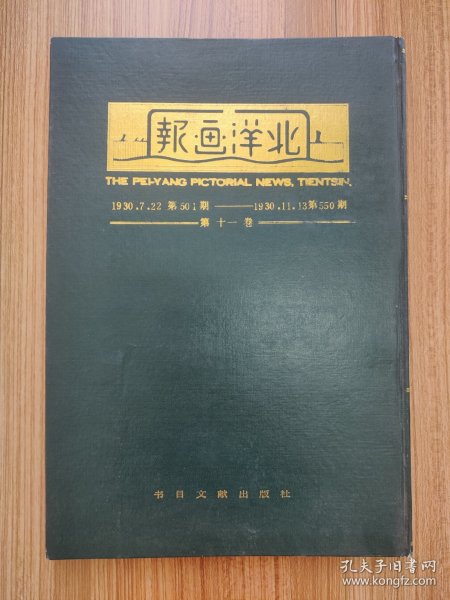 北洋画報
THE PEI-YANG PICTORIAL NEWS, TIENTSIN.
1930.7.22 第501期——1930.11.13第550期
第十一卷
书目文献出版社
孔夫子旧书网
www.kongfz.com